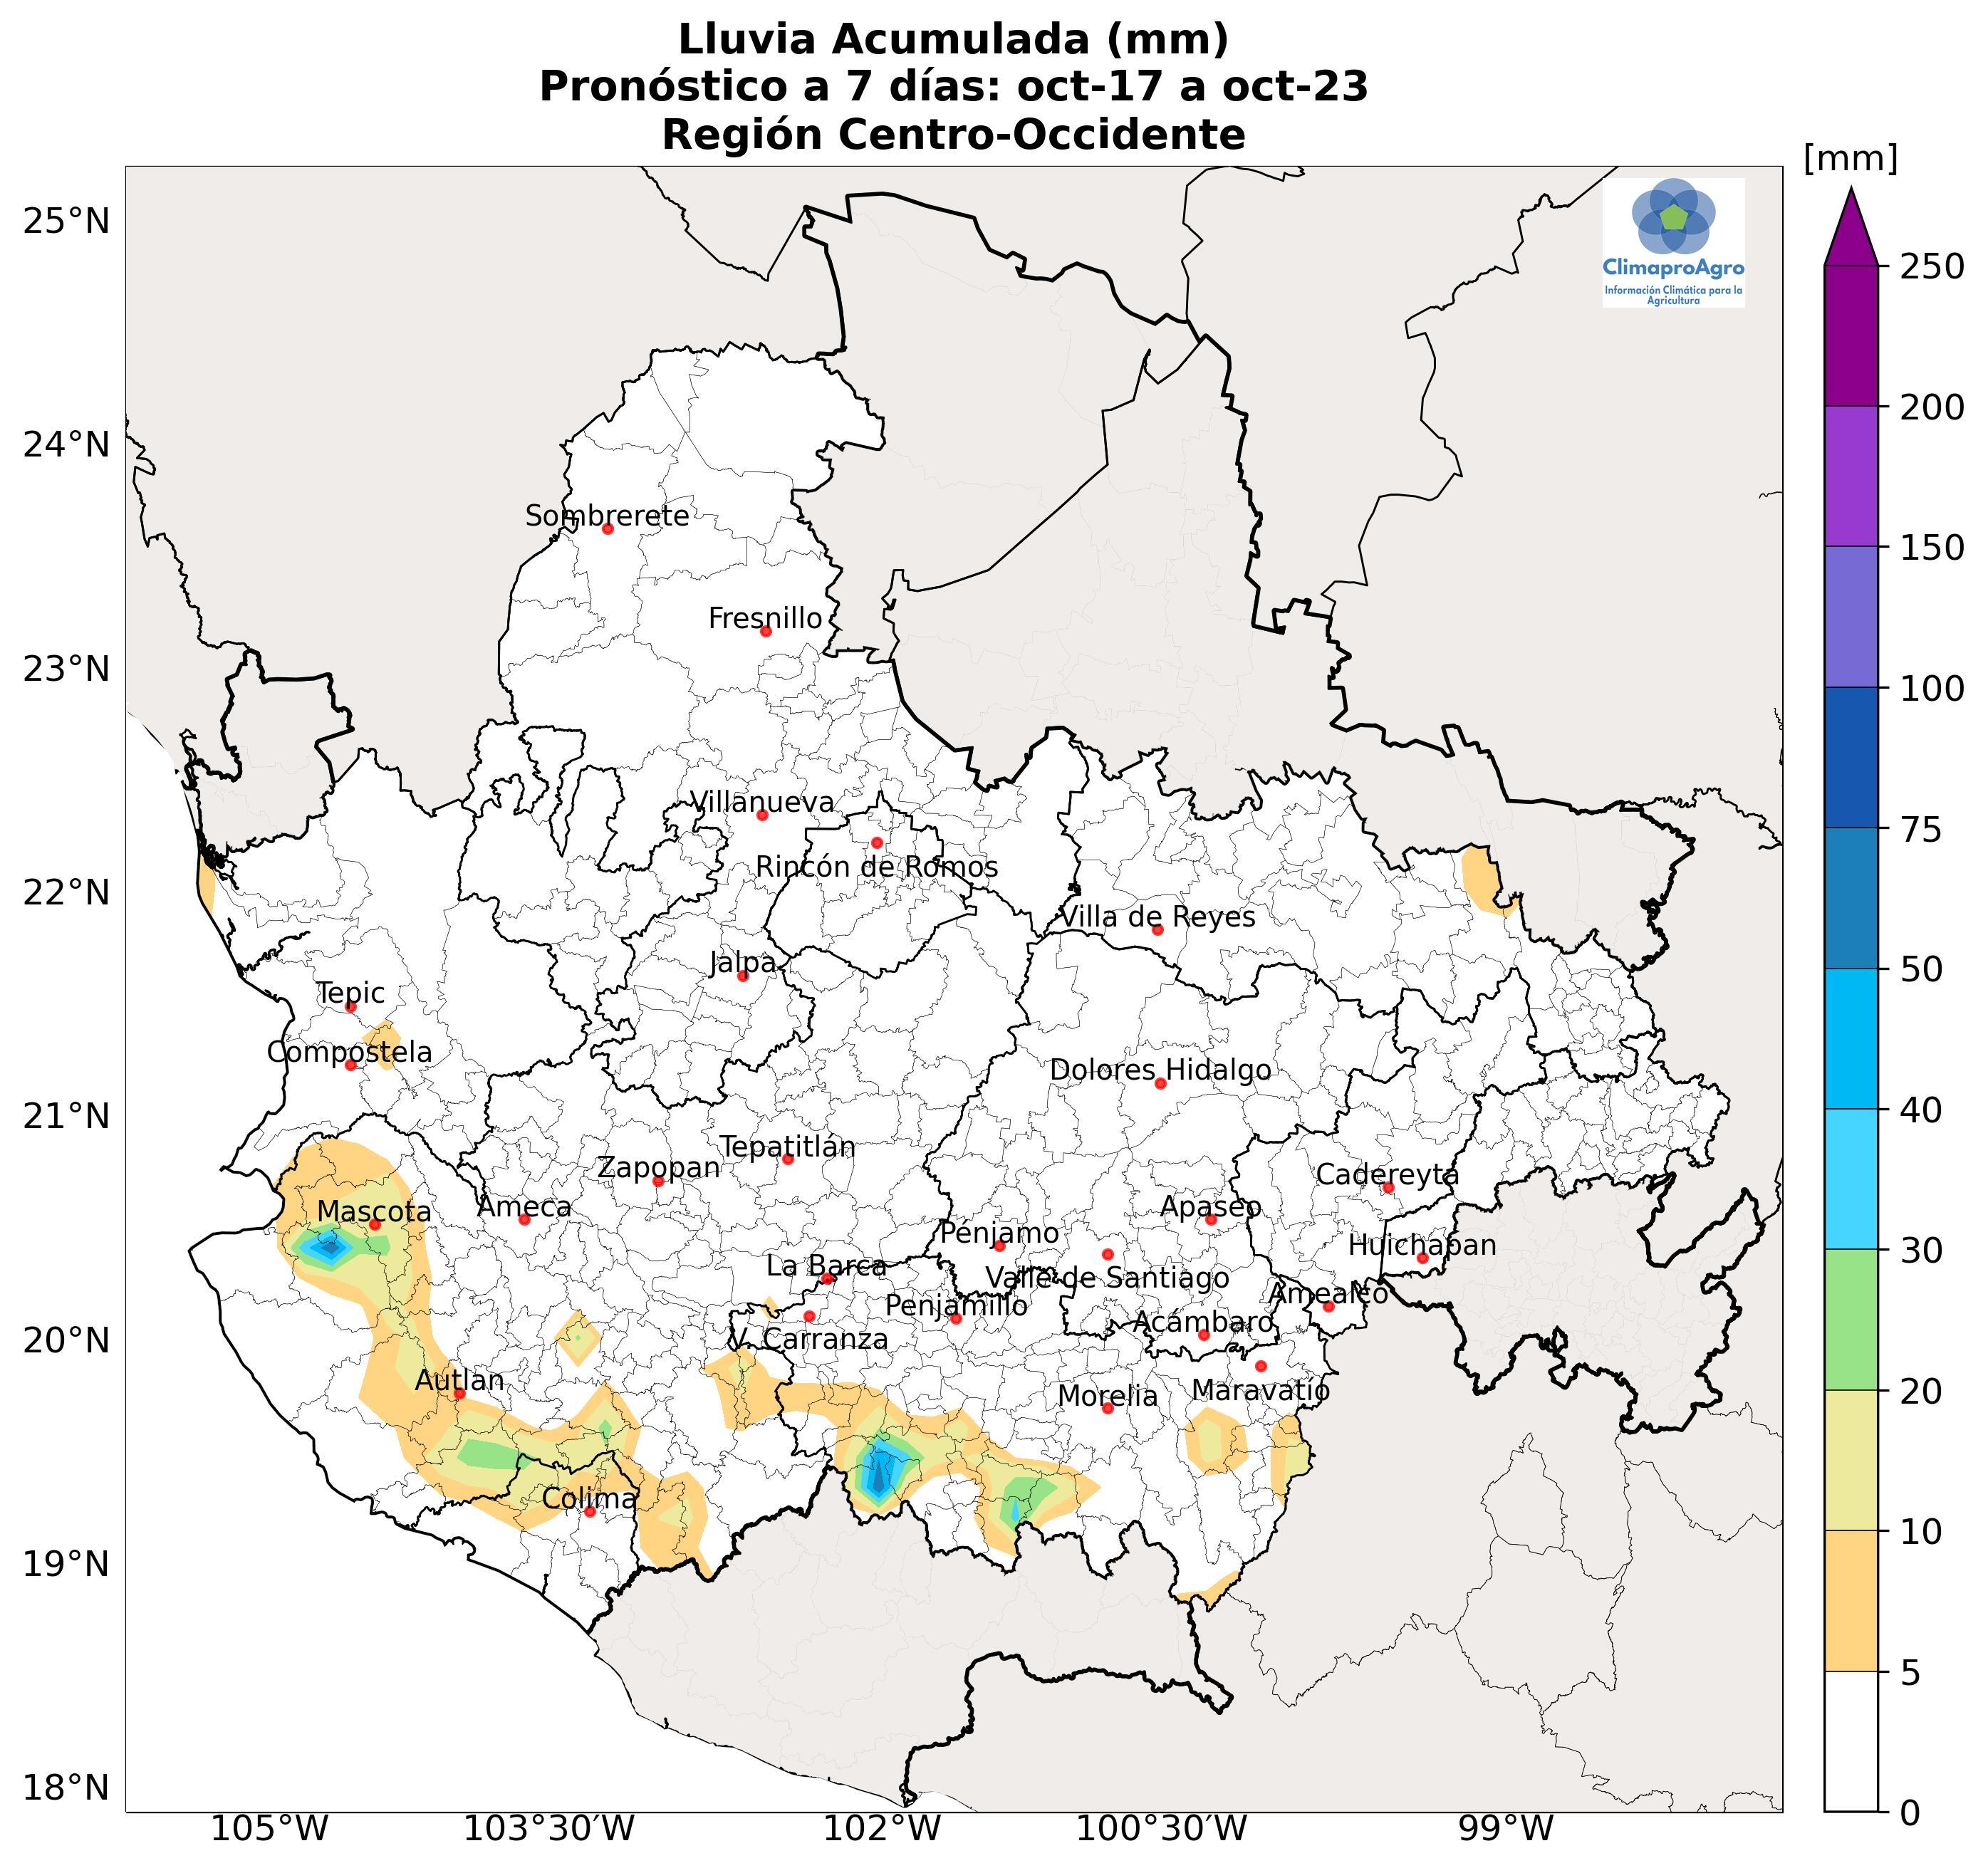 Lluvia Acumulada (mm)
Pronóstico a 7 días: oct-17 a oct-23
Región Centro-Occidente
[mm]
25°N
24°N
23°N
22°N
21°N
20°N
19°N
18°N
ClimaproAgro
Información Climática para la
Agricultura
250
200
150
100
75
50
40
30
20
10
5
0
Sombrerete
Fresnillo
Villanueva
Rincón de Romos
Villa de Reyes
Jalpa
Tepic
Compostela
Dolores Hidalgo
Tepatitlán
Zapopan
Cadereyta
Mascota
Ameca
Apaseo
Pénjamo
Huichapan
La Barca
Valle de Santiago
Amealco
Penjamillo
Acámbaro
V. Carranza
Autlán
Morelia
Maravatío
Colima
105°W
103°30'W
102°W
100°30'W
99°W